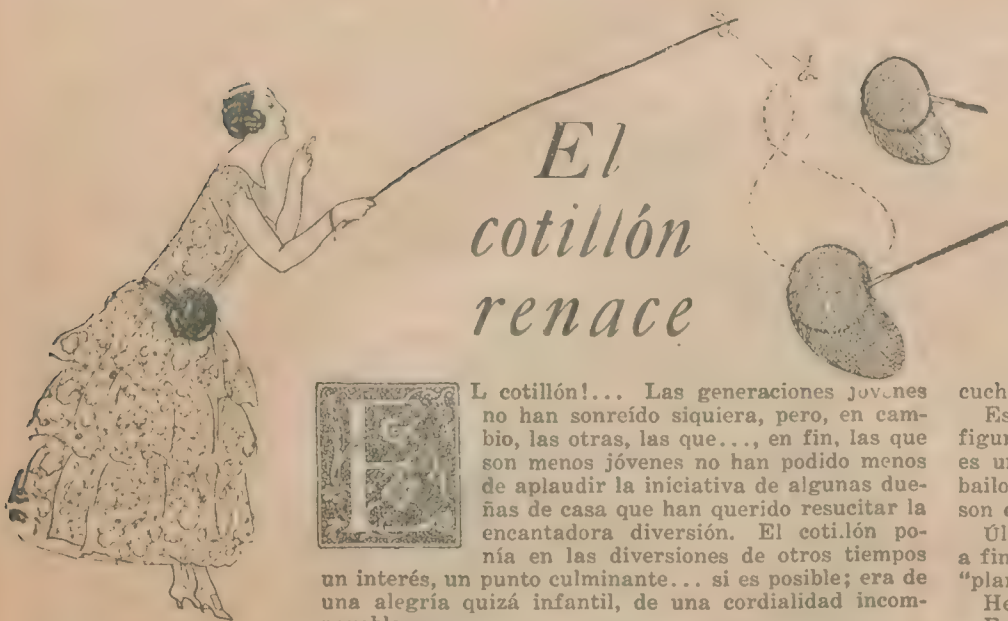 El
cotillón
renace
EL cotillón!... Las generaciones jóvenes
no han sonreído siquiera, pero, en cam-
bio, las otras, las que..., en fin, las que
son menos jóvenes no han podido menos
de aplaudir la iniciativa de algunas due-
ñas de casa que han querido resucitar la
encantadora diversión. El coti.lón po-
nía en las diversiones de otros tiempos
un interés, un punto culminante... si es posible; era de
una alegría quizá infantil, de una cordialidad incom-
cuch
Es
figur
es un
bailo
son e
Úl
a fin
"plan
He